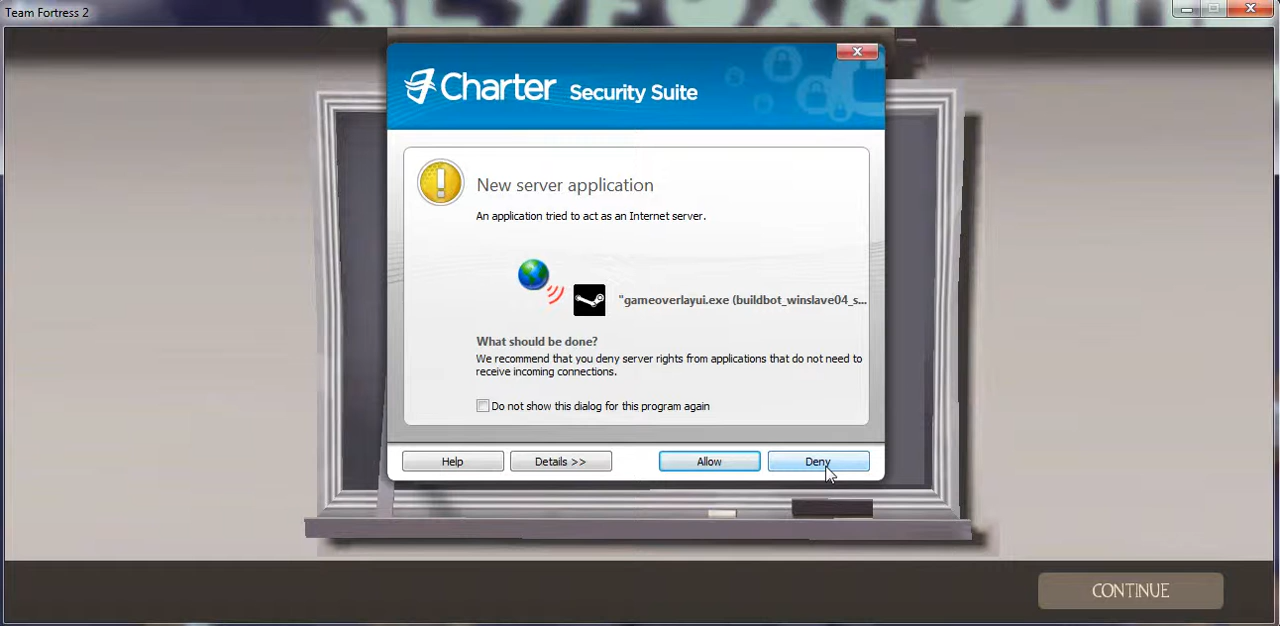 Team Fortress 2
Charter Security Suite
New server application
An application tried to act as an Internet server.
"gameoverlayui.exe (buildbot_winslave04_s...
What should be done?
We recommend that you deny server rights from applications that do not need to
receive incoming connections.
Do not show this dialog for this program again
Help Details >> Allow Deny
CONTINUE